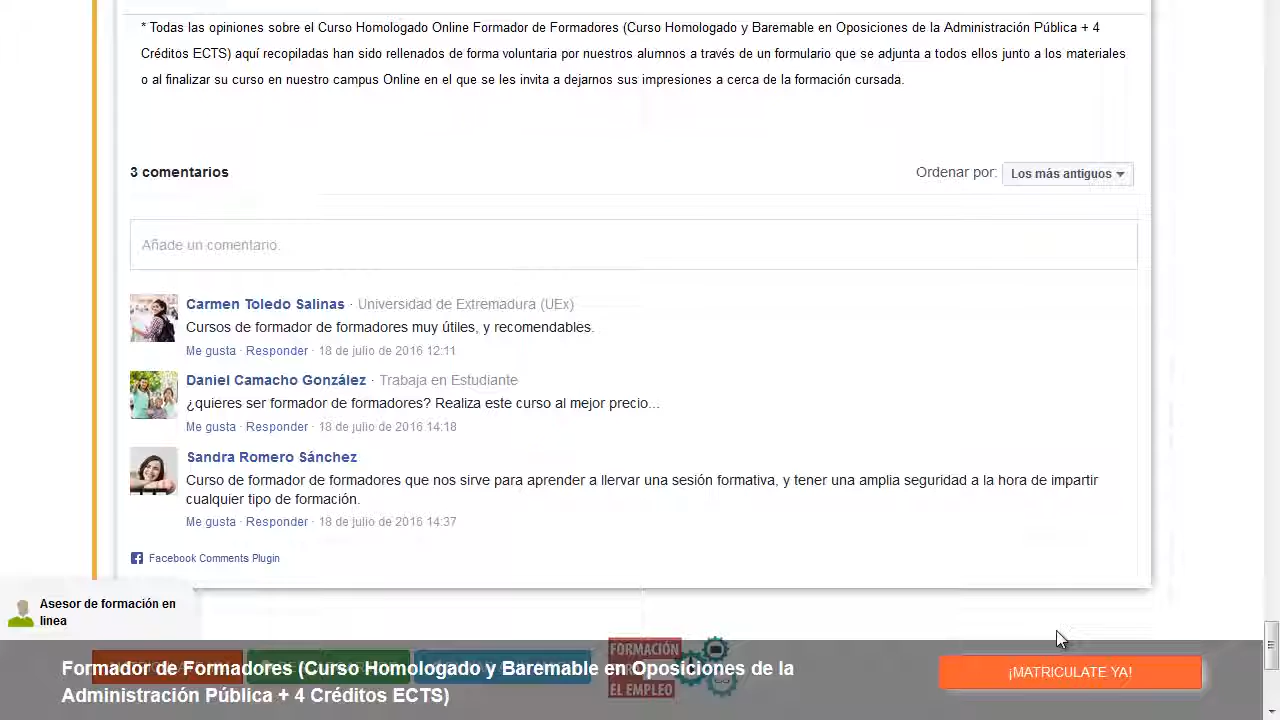 * Todas las opiniones sobre el Curso Homologado Online Formador de Formadores (Curso Homologado y Baremable en Oposiciones de la Administración Pública + 4
Créditos ECTS) aquí recopiladas han sido rellenados de forma voluntaria por nuestros alumnos a través de un formulario que se adjunta a todos ellos junto a los materiales
o al finalizar su curso en nuestro campus Online en el que se les invita a dejarnos sus impresiones a cerca de la formación cursada.
3 comentarios
Ordenar por: Los más antiguos
Añade un comentario.
Carmen Toledo Salinas · Universidad de Extremadura (UEx)
Cursos de formador de formadores muy útiles, y recomendables.
Me gusta · Responder · 18 de julio de 2016 12:11
Daniel Camacho González · Trabaja en Estudiante
¿quieres ser formador de formadores? Realiza este curso al mejor precio...
Me gusta · Responder · 18 de julio de 2016 14:18
Sandra Romero Sánchez
Curso de formador de formadores que nos sirve para aprender a llervar una sesión formativa, y tener una amplia seguridad a la hora de impartir
cualquier tipo de formación.
Me gusta · Responder · 18 de julio de 2016 14:37
Facebook Comments Plugin
Asesor de formación en
linea
FORMACIÓN
EL EMPLEO
Formador de Formadores (Curso Homologado y Baremable en Oposiciones de la
Administración Pública + 4 Créditos ECTS)
¡MATRICULATE YA!